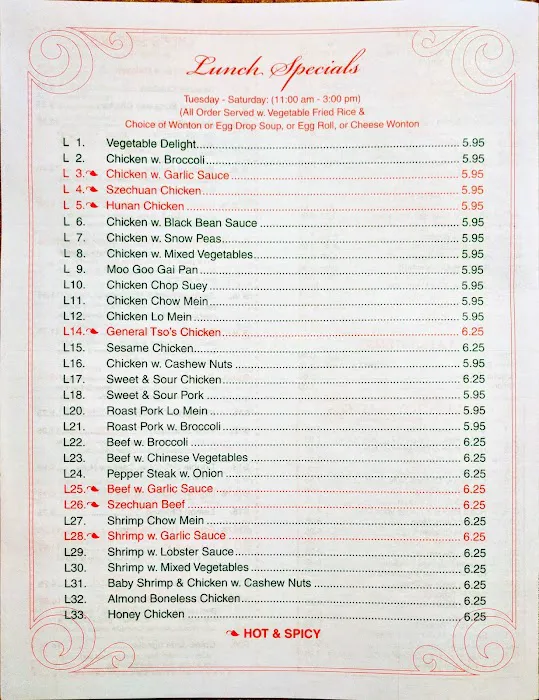 Lunch Specials
Tuesday - Saturday: (11:00 am - 3:00 pm)
(All Order Served w. Vegetable Fried Rice &
Choice of Wonton or Egg Drop Soup, or Egg Roll, or Cheese Wonton
L 1. Vegetable Delight 5.95
L 2. Chicken w. Broccoli 5.95
L 3. Chicken w. Garlic Sauce 5.95
L 4. Szechuan Chicken 5.95
L 5. Hunan Chicken 5.95
L 6. Chicken w. Black Bean Sauce 5.95
L 7. Chicken w. Snow Peas 5.95
L 8. Chicken w. Mixed Vegetables 5.95
L 9. Moo Goo Gai Pan 5.95
L10. Chicken Chop Suey 5.95
L11. Chicken Chow Mein 5.95
L12. Chicken Lo Mein 5.95
L14. General Tso's Chicken 6.25
L15. Sesame Chicken 6.25
L16. Chicken w. Cashew Nuts 5.95
L17. Sweet & Sour Chicken 6.25
L18. Sweet & Sour Pork 5.95
L20. Roast Pork Lo Mein 5.95
L21. Roast Pork w. Broccoli 5.95
L22. Beef w. Broccoli 6.25
L23. Beef w. Chinese Vegetables 6.25
L24. Pepper Steak w. Onion 6.25
L25. Beef w. Garlic Sauce 6.25
L26. Szechuan Beef 6.25
L27. Shrimp Chow Mein 6.25
L28. Shrimp w. Garlic Sauce 6.25
L29. Shrimp w. Lobster Sauce 6.25
L30. Shrimp w. Mixed Vegetables 6.25
L31. Baby Shrimp & Chicken w. Cashew Nuts 6.25
L32. Almond Boneless Chicken 6.25
L33. Honey Chicken 6.25
HOT & SPICY